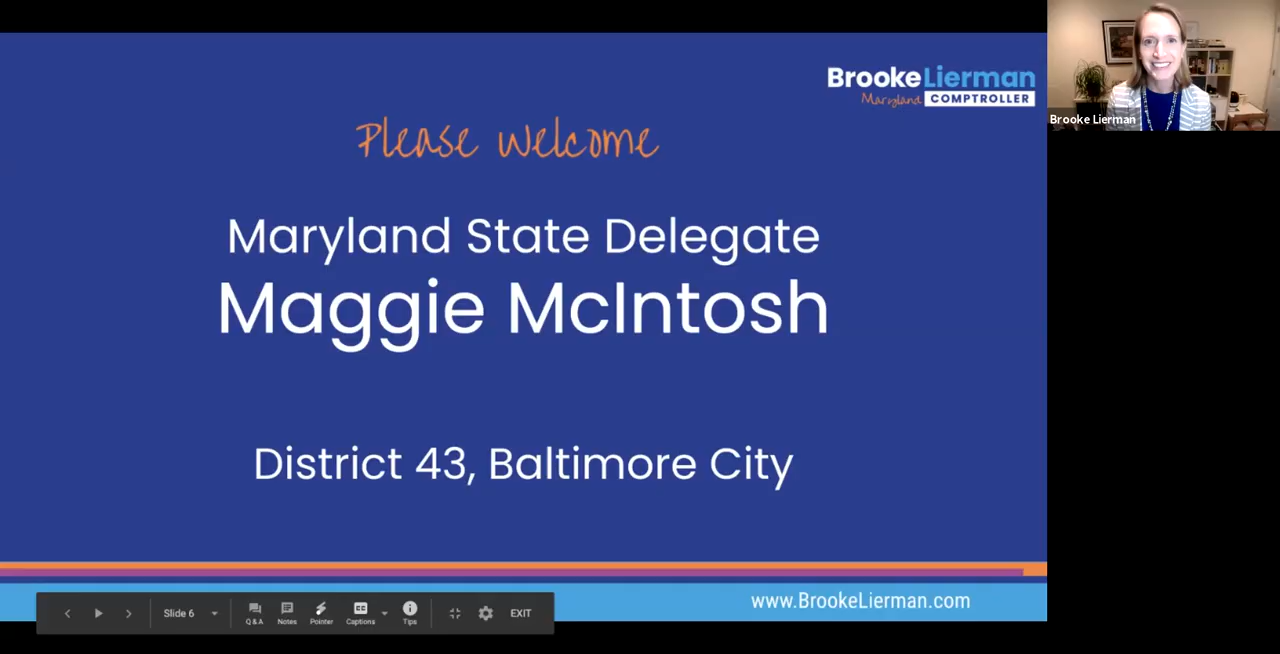 BrookeLierman
Maryland COMPTROLLER
Brooke Lierman
Please Welcome
Maryland State Delegate
Maggie McIntosh
District 43, Baltimore City
www.BrookeLierman.com
Slide 6
Q & A
Notes
Pointer
Captions
Tips
EXIT